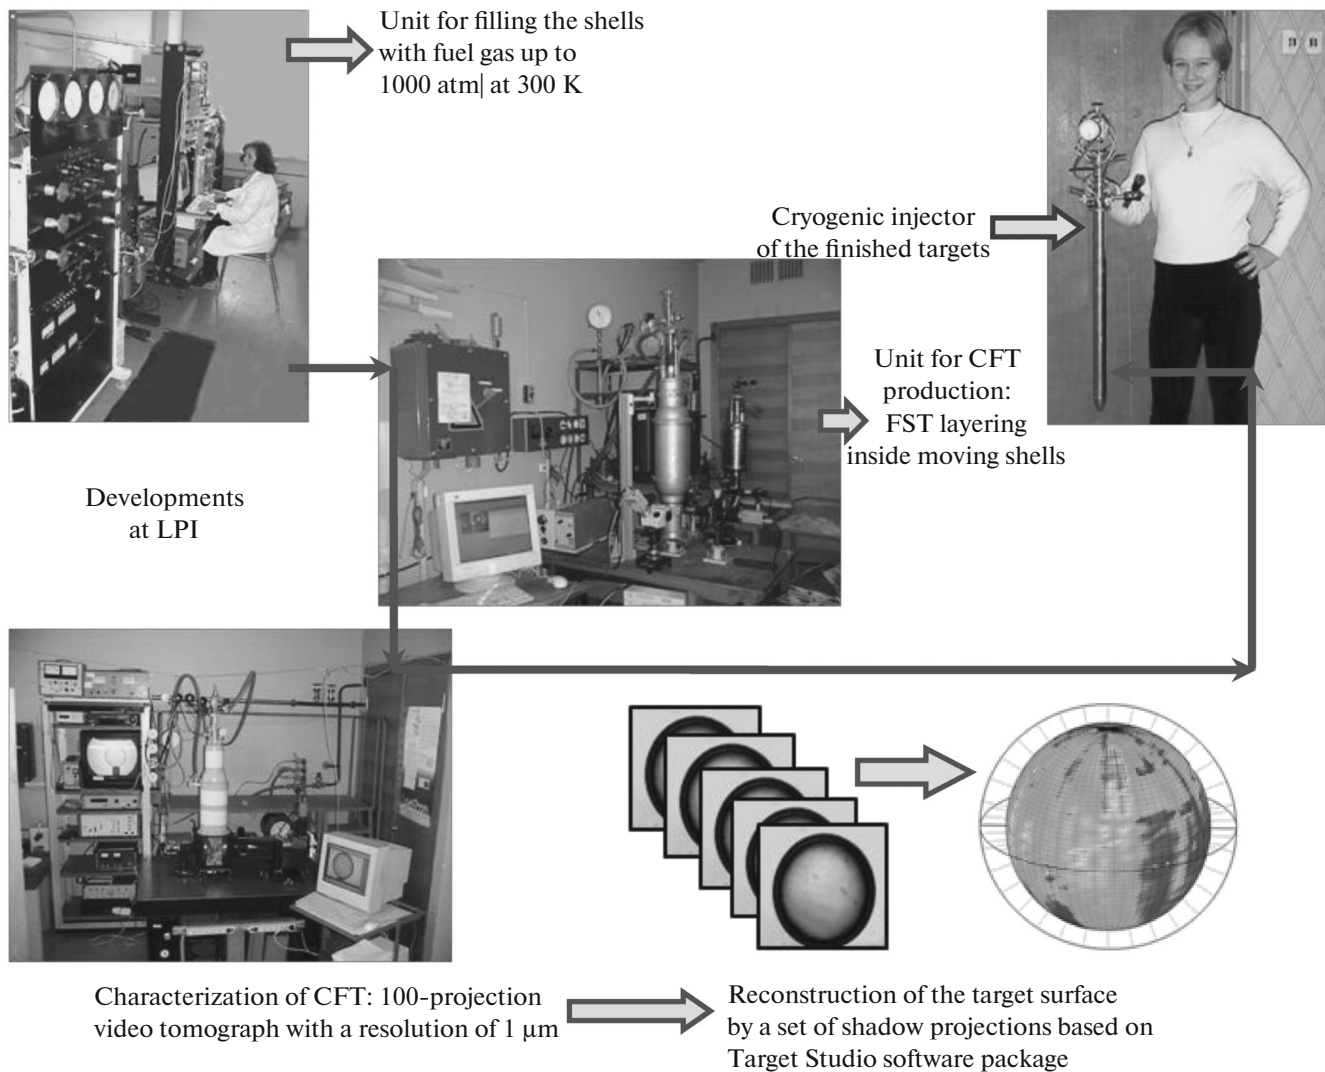 Unit for filling the shells
with fuel gas up to
1000 atm| at 300 K
Cryogenic injector
of the finished targets
Unit for CFT
production:
FST layering
inside moving shells
Developments
at LPI
Characterization of CFT: 100-projection
video tomograph with a resolution of 1 μm
Reconstruction of the target surface
by a set of shadow projections based on
Target Studio software package